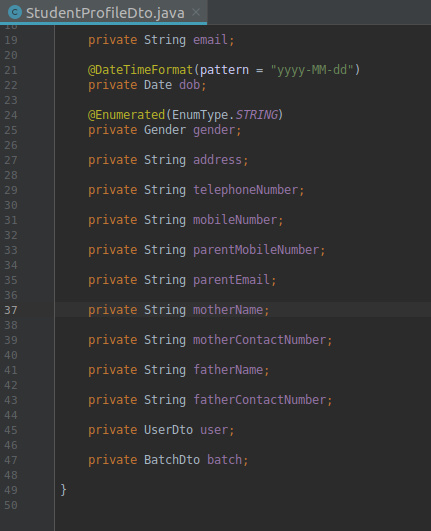 StudentProfileDto.java
19 private String email;
20
21 @DateTimeFormat(pattern = "yyyy-MM-dd")
22 private Date dob;
23
24 @Enumerated(EnumType.STRING)
25 private Gender gender;
26
27 private String address;
28
29 private String telephoneNumber;
30
31 private String mobileNumber;
32
33 private String parentMobileNumber;
34
35 private String parentEmail;
36
37 private String motherName;
38
39 private String motherContactNumber;
40
41 private String fatherName;
42
43 private String fatherContactNumber;
44
45 private UserDto user;
46
47 private BatchDto batch;
48
49 }
50